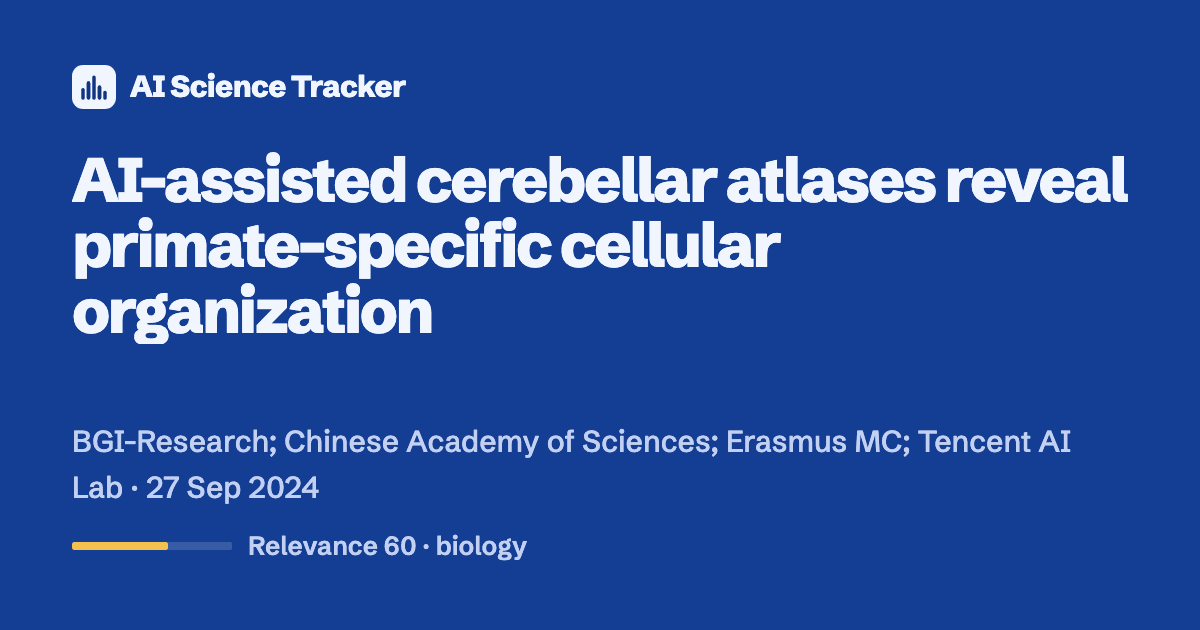 AI Science Tracker
AI-assisted cerebellar atlases reveal
primate-specific cellular
organization
BGI-Research; Chinese Academy of Sciences; Erasmus MC; Tencent AI
Lab · 27 Sep 2024
Relevance 60 · biology